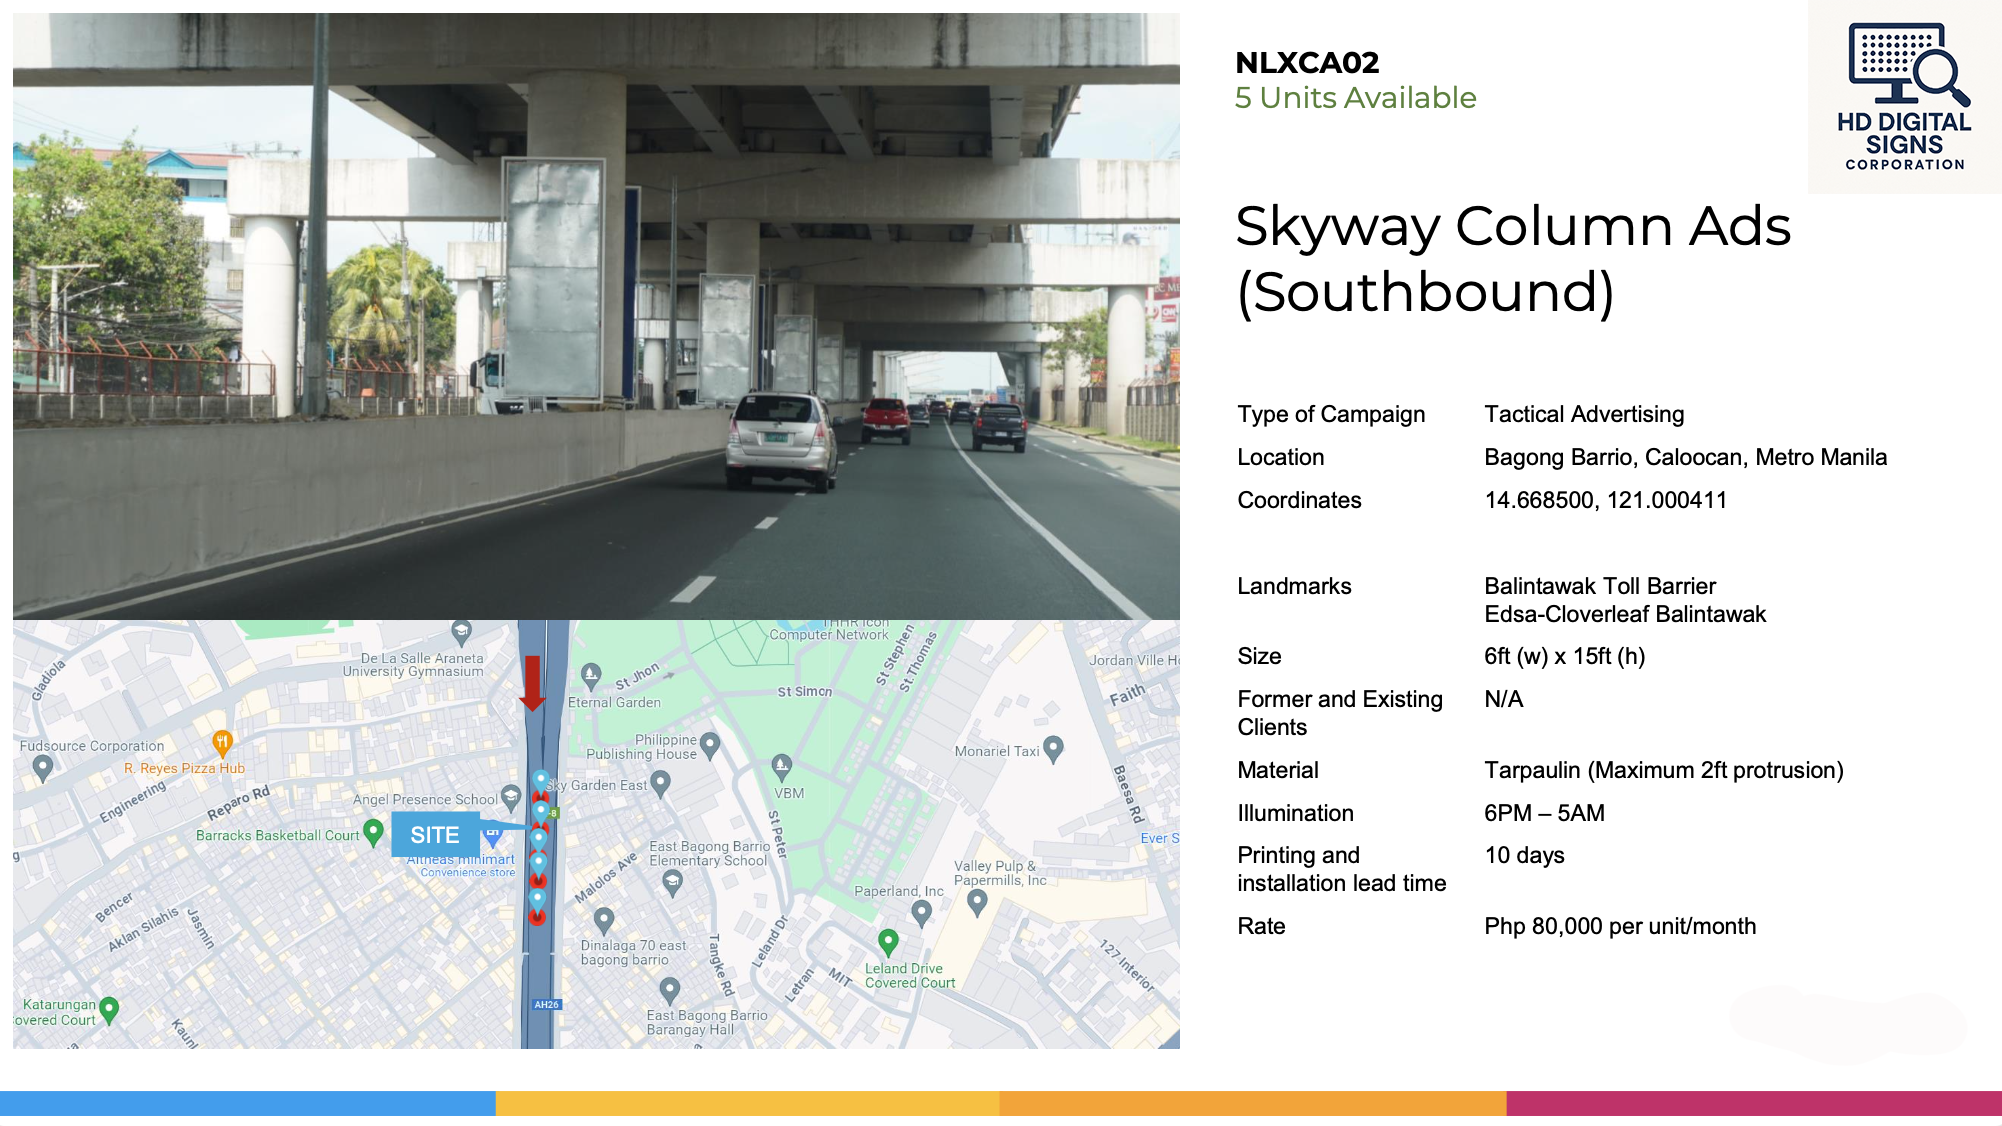 NLXCA02
5 Units Available
HD DIGITAL
SIGNS
CORPORATION
Skyway Column Ads
(Southbound)
Type of Campaign Tactical Advertising
Location Bagong Barrio, Caloocan, Metro Manila
Coordinates 14.668500, 121.000411
Landmarks Balintawak Toll Barrier
Edsa-Cloverleaf Balintawak
Size 6ft (w) x 15ft (h)
Former and Existing N/A
Clients
Material Tarpaulin (Maximum 2ft protrusion)
Illumination 6PM – 5AM
Printing and 10 days
installation lead time
Rate Php 80,000 per unit/month
Computer Network
De La Salle Araneta
University Gymnasium
Gladiola
St Jhon
Eternal Garden
St Simon
St Stephen
St.Thomas
Jordan Ville
Faith
Fudsource Corporation
R. Reyes Pizza Hub
Engineering
Reparo Rd
Philippine
Publishing House
Monariel Taxi
Baesa Rd
Angel Presence School
Sky Garden East
VBM
Barracks Basketball Court
SITE
Altheas minimart
Convenience store
St Peter
Ever S
East Bagong Barrio
Elementary School
Malolos Ave
Valley Pulp &
Papermills, Inc
Paperland, Inc
Bencer
Aklan Silahis
Jasmin
Dinalaga 70 east
bagong barrio
Tangke Rd
Leland Dr
Letran
MIT
Leland Drive
Covered Court
127 Interior
AH26
Katarungan
overed Court
Kaunl
East Bagong Barrio
Barangay Hall